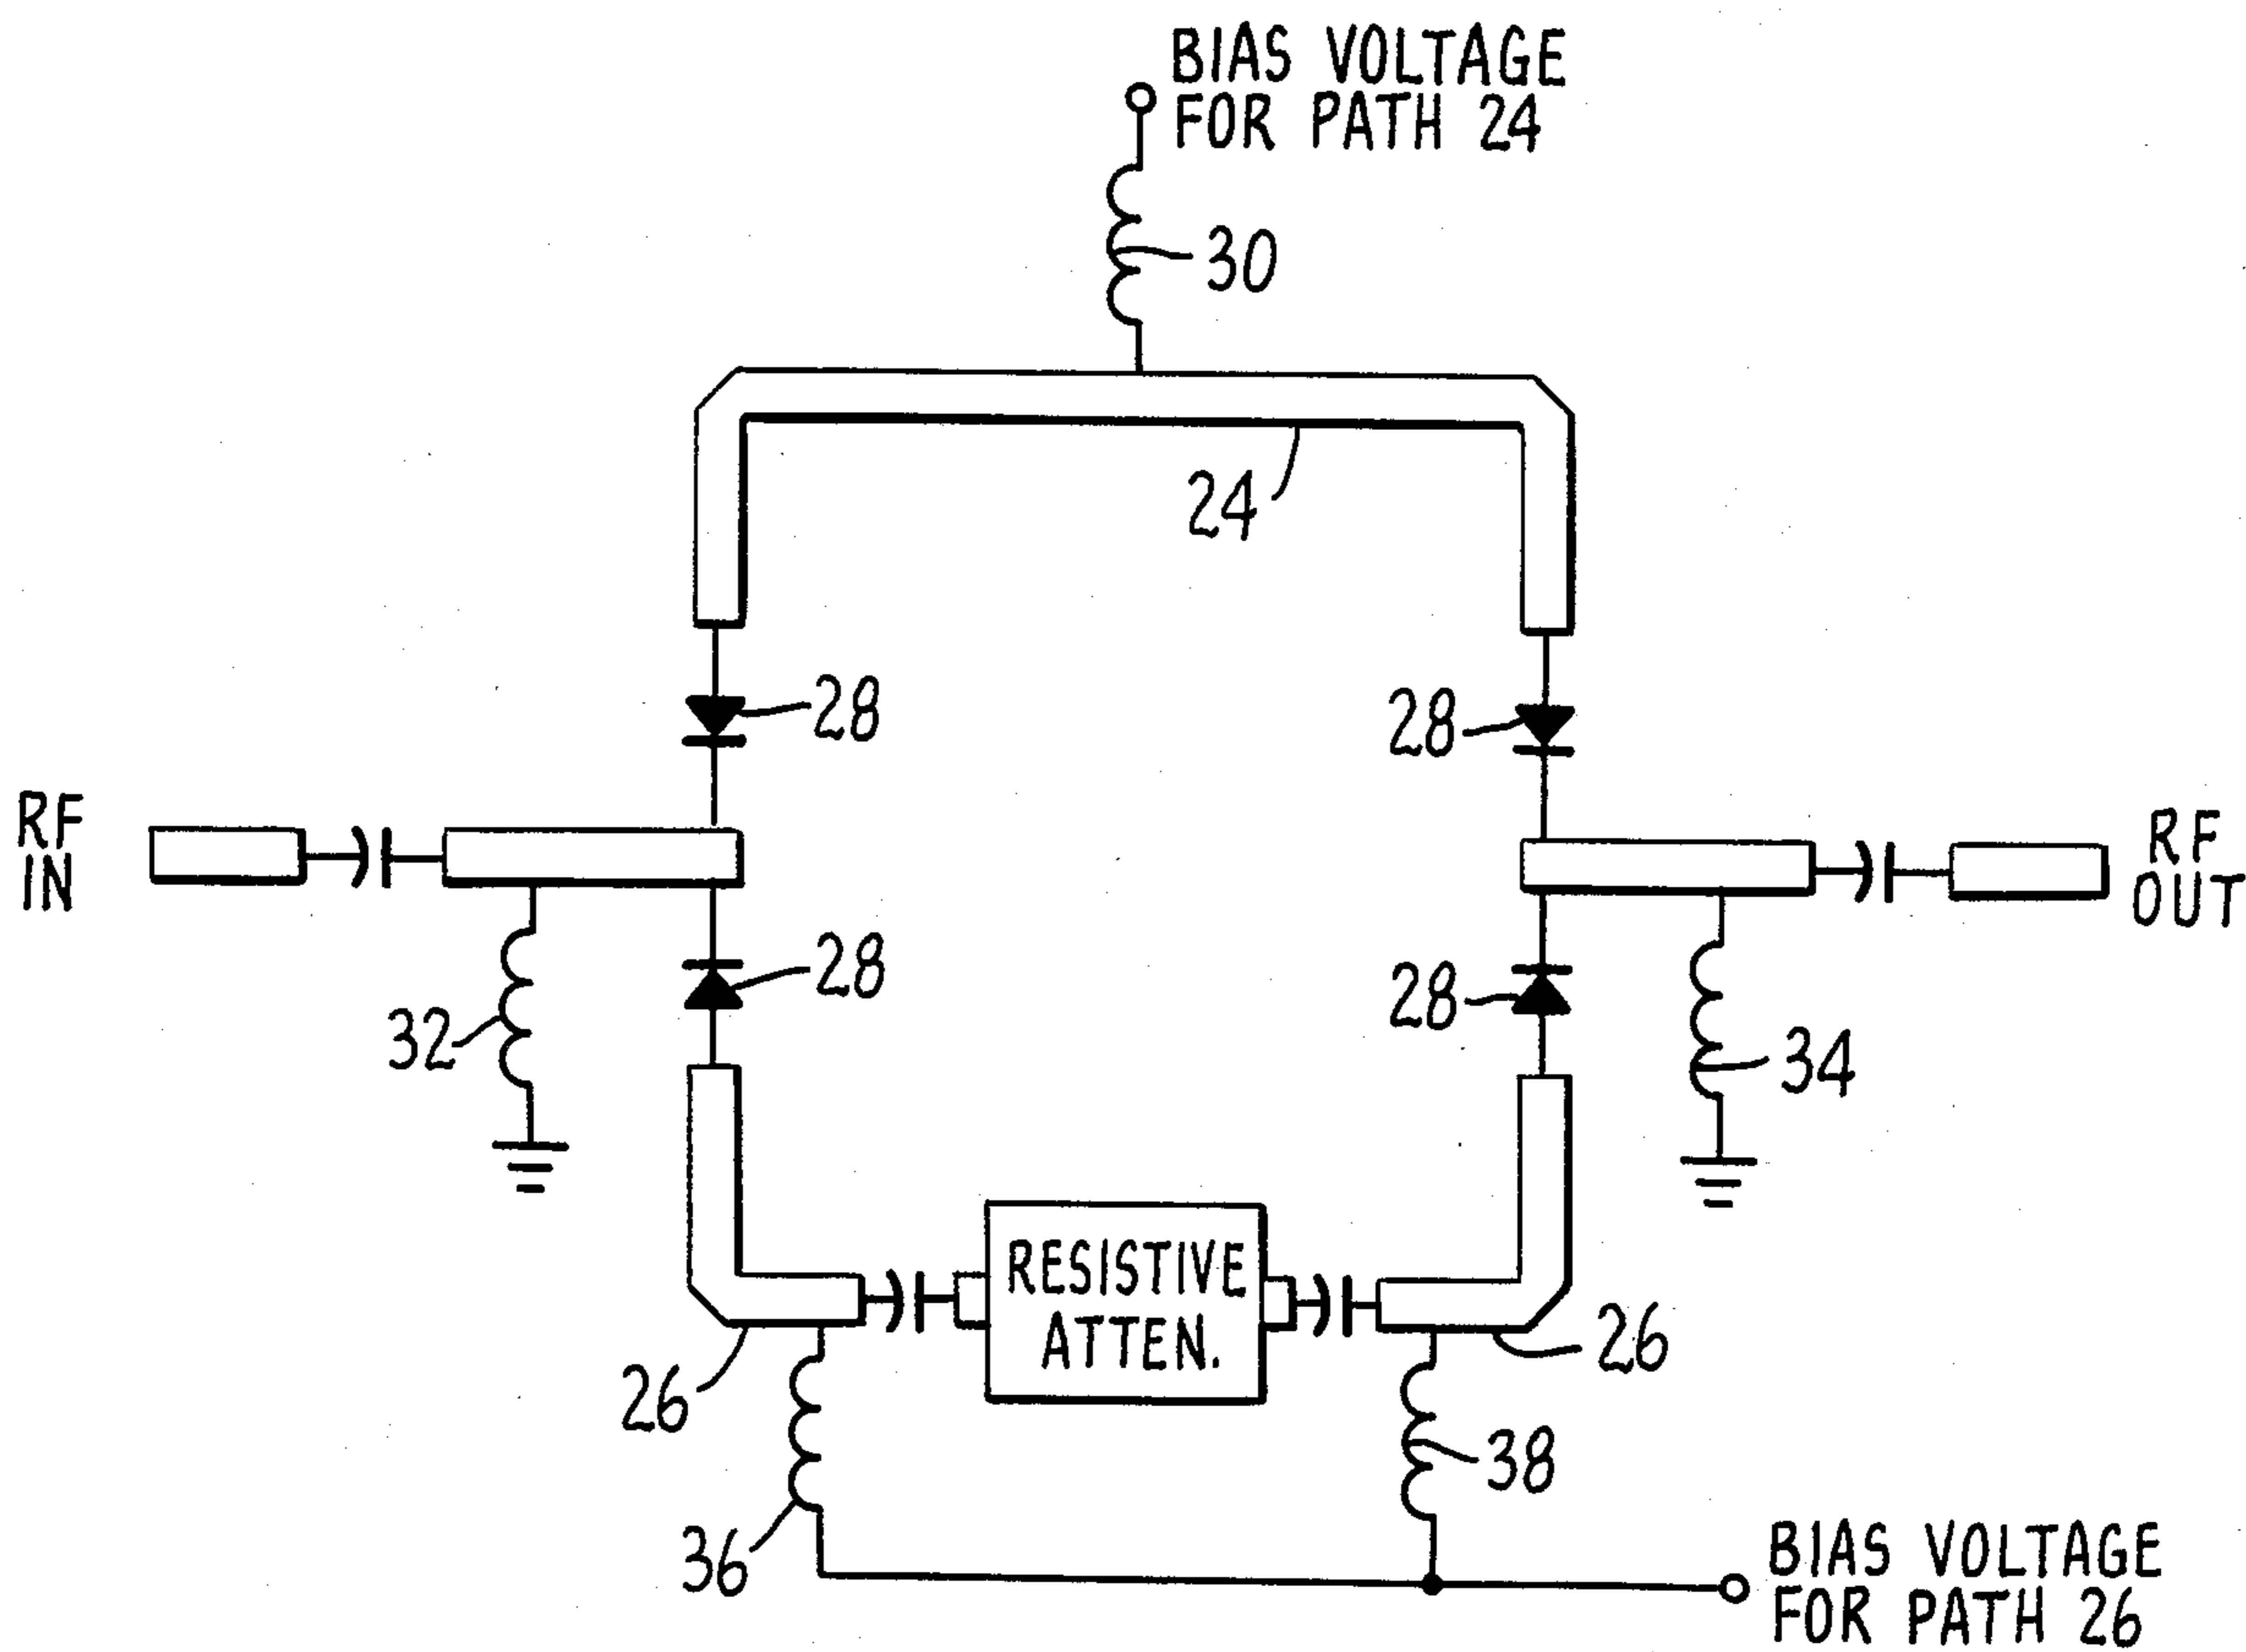 BIAS VOLTAGE
FOR PATH 24
30
24
28
28
RF
IN
RF
OUT
28
28
32
34
RESISTIVE
ATTEN.
26
26
38
36
BIAS VOLTAGE
FOR PATH 26